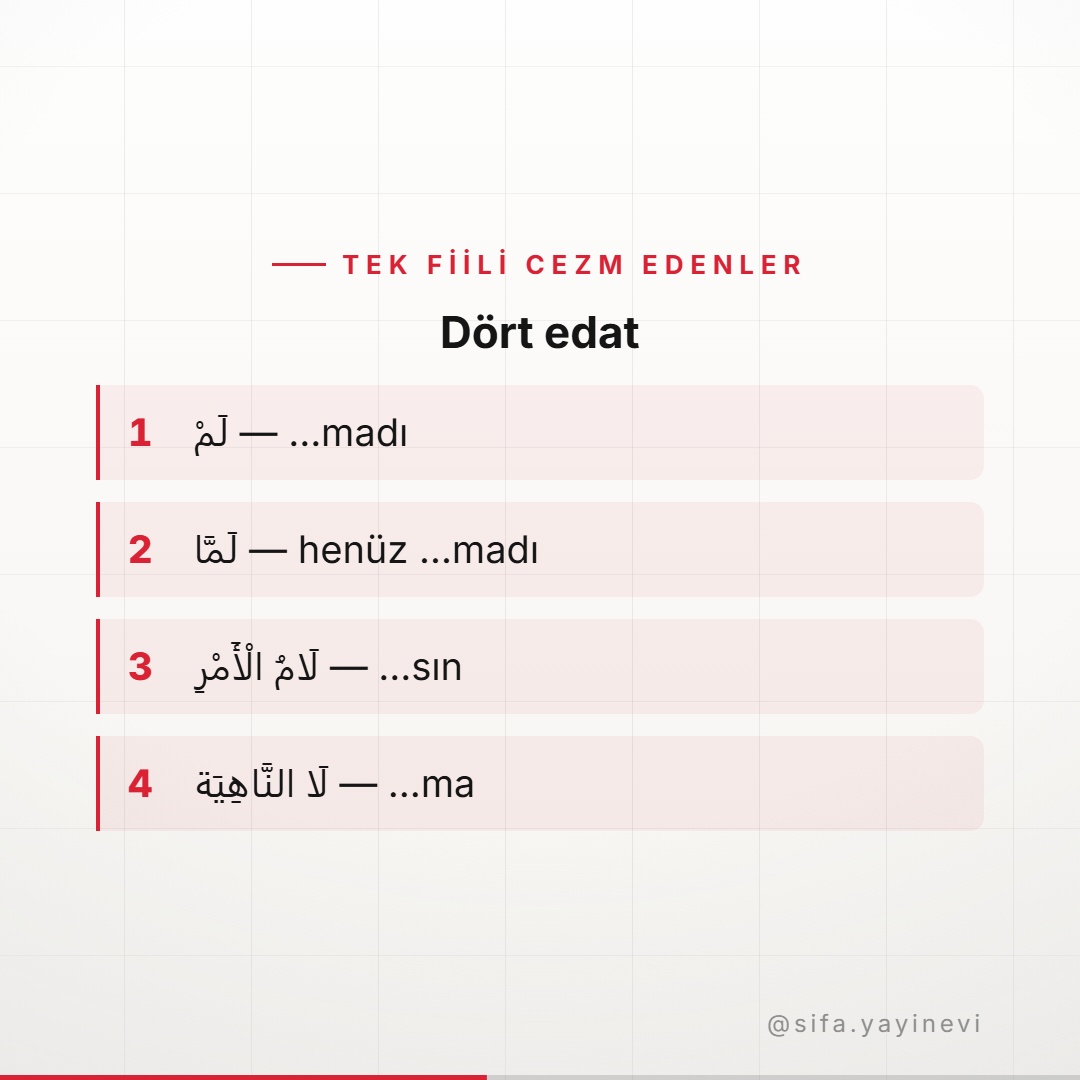 TEK FİİLİ CEZM EDENLER
Dört edat
1 لَمْ — ...madı
2 لَمَّا — henüz ...madı
3 لَامُ الْأَمْرِ — ...sın
4 لَا النَّاهِيَة — ...ma
@sifa.yayinevi